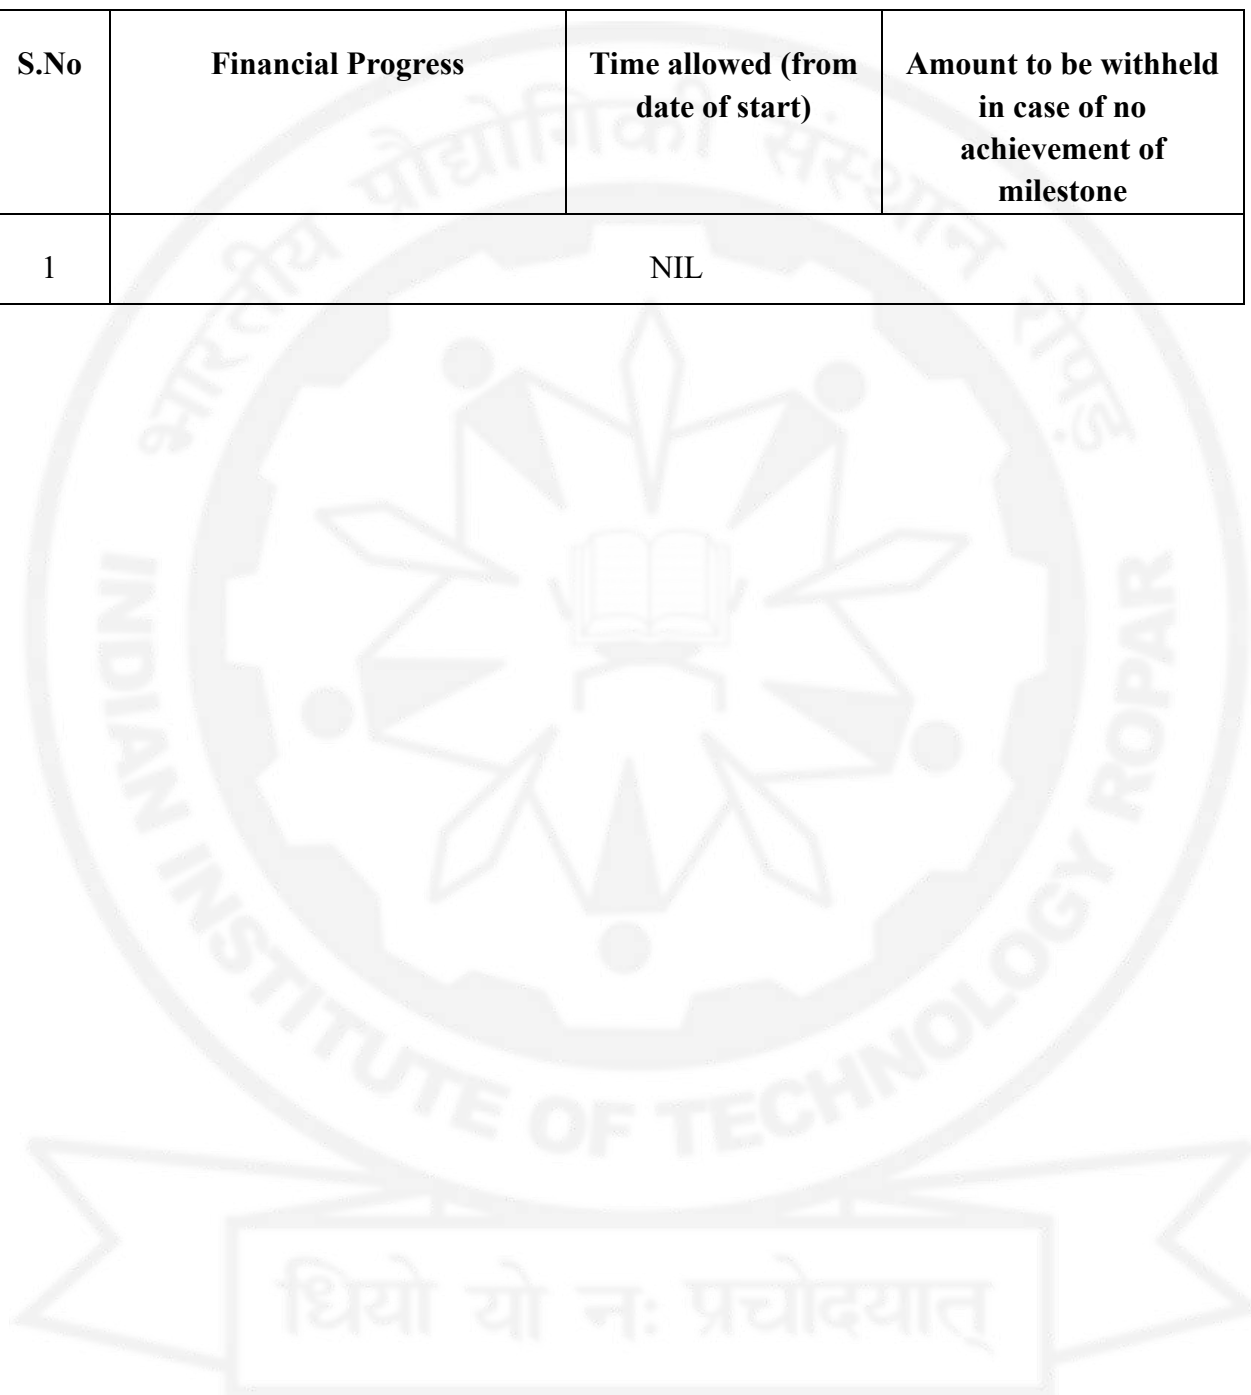 S.No Financial Progress Time allowed (from date of start) Amount to be withheld in case of no achievement of milestone
1 NIL
भारतीय प्रौद्योगिकी संस्थान रोपड़
INDIAN INSTITUTE OF TECHNOLOGY ROPAR
धियो यो नः प्रचोदयात्